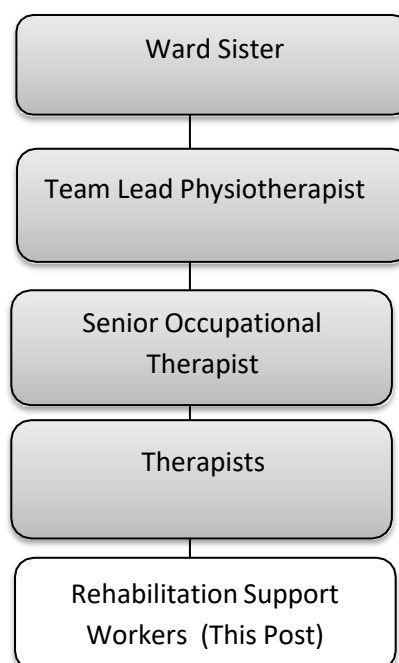 Ward Sister
Team Lead Physiotherapist
Senior Occupational
Therapist
Therapists
Rehabilitation Support
Workers (This Post)